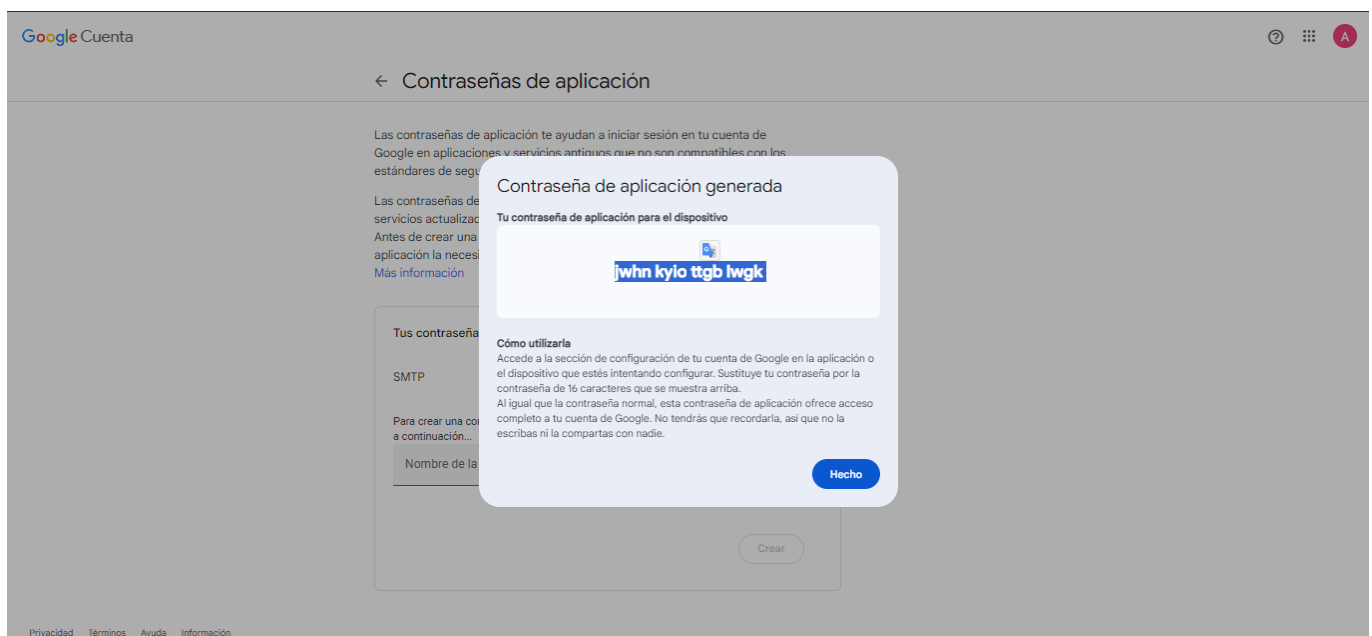 Google Cuenta
A
Contraseñas de aplicación
Las contraseñas de aplicación te ayudan a iniciar sesión en tu cuenta de
Google en aplicaciones y servicios antiguos que no son compatibles con los
estándares de segu
Las contraseñas de
servicios actualizac
Antes de crear una
aplicación la necesi
Más información
Tus contraseña
SMTP
Para crear una co
a continuación...
Nombre de la
Crear
Contraseña de aplicación generada
Tu contraseña de aplicación para el dispositivo
jwhn kyio ttgb lwgk
Cómo utilizarla
Accede a la sección de configuración de tu cuenta de Google en la aplicación o
el dispositivo que estés intentando configurar. Sustituye tu contraseña por la
contraseña de 16 caracteres que se muestra arriba.
Al igual que la contraseña normal, esta contraseña de aplicación ofrece acceso
completo a tu cuenta de Google. No tendrás que recordarla, así que no la
escribas ni la compartas con nadie.
Hecho
Privacidad Términos Ayuda Información